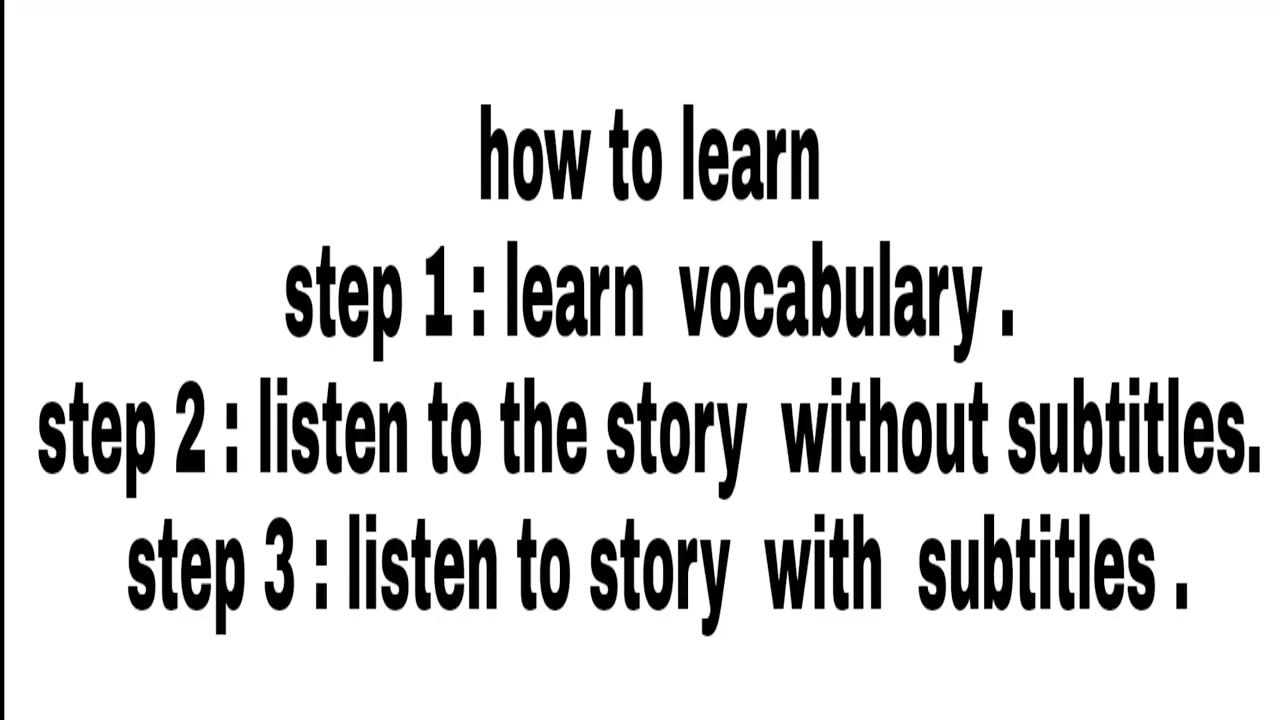 how to learn
step 1 : learn vocabulary .
step 2 : listen to the story without subtitles.
step 3 : listen to story with subtitles .